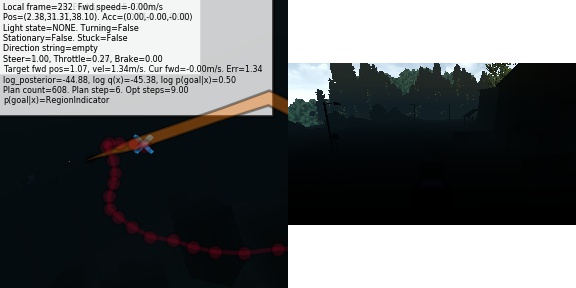 Local frame=232: Fwd speed=-0.00m/s
Pos=(2.38,31.31,38.10). Acc=(0.00,-0.00,-0.00)
Light state=NONE. Turning=False
Stationary=False. Stuck=False
Direction string=empty
Steer=1.00, Throttle=0.27, Brake=0.00
Target fwd pos=1.07, vel=1.34m/s. Cur fwd=-0.00m/s. Err=1.34
log_posterior=-44.88, log q(x)=-45.38, log p(goal|x)=0.50
Plan count=608. Plan step=6. Opt steps=9.00
p(goal|x)=RegionIndicator